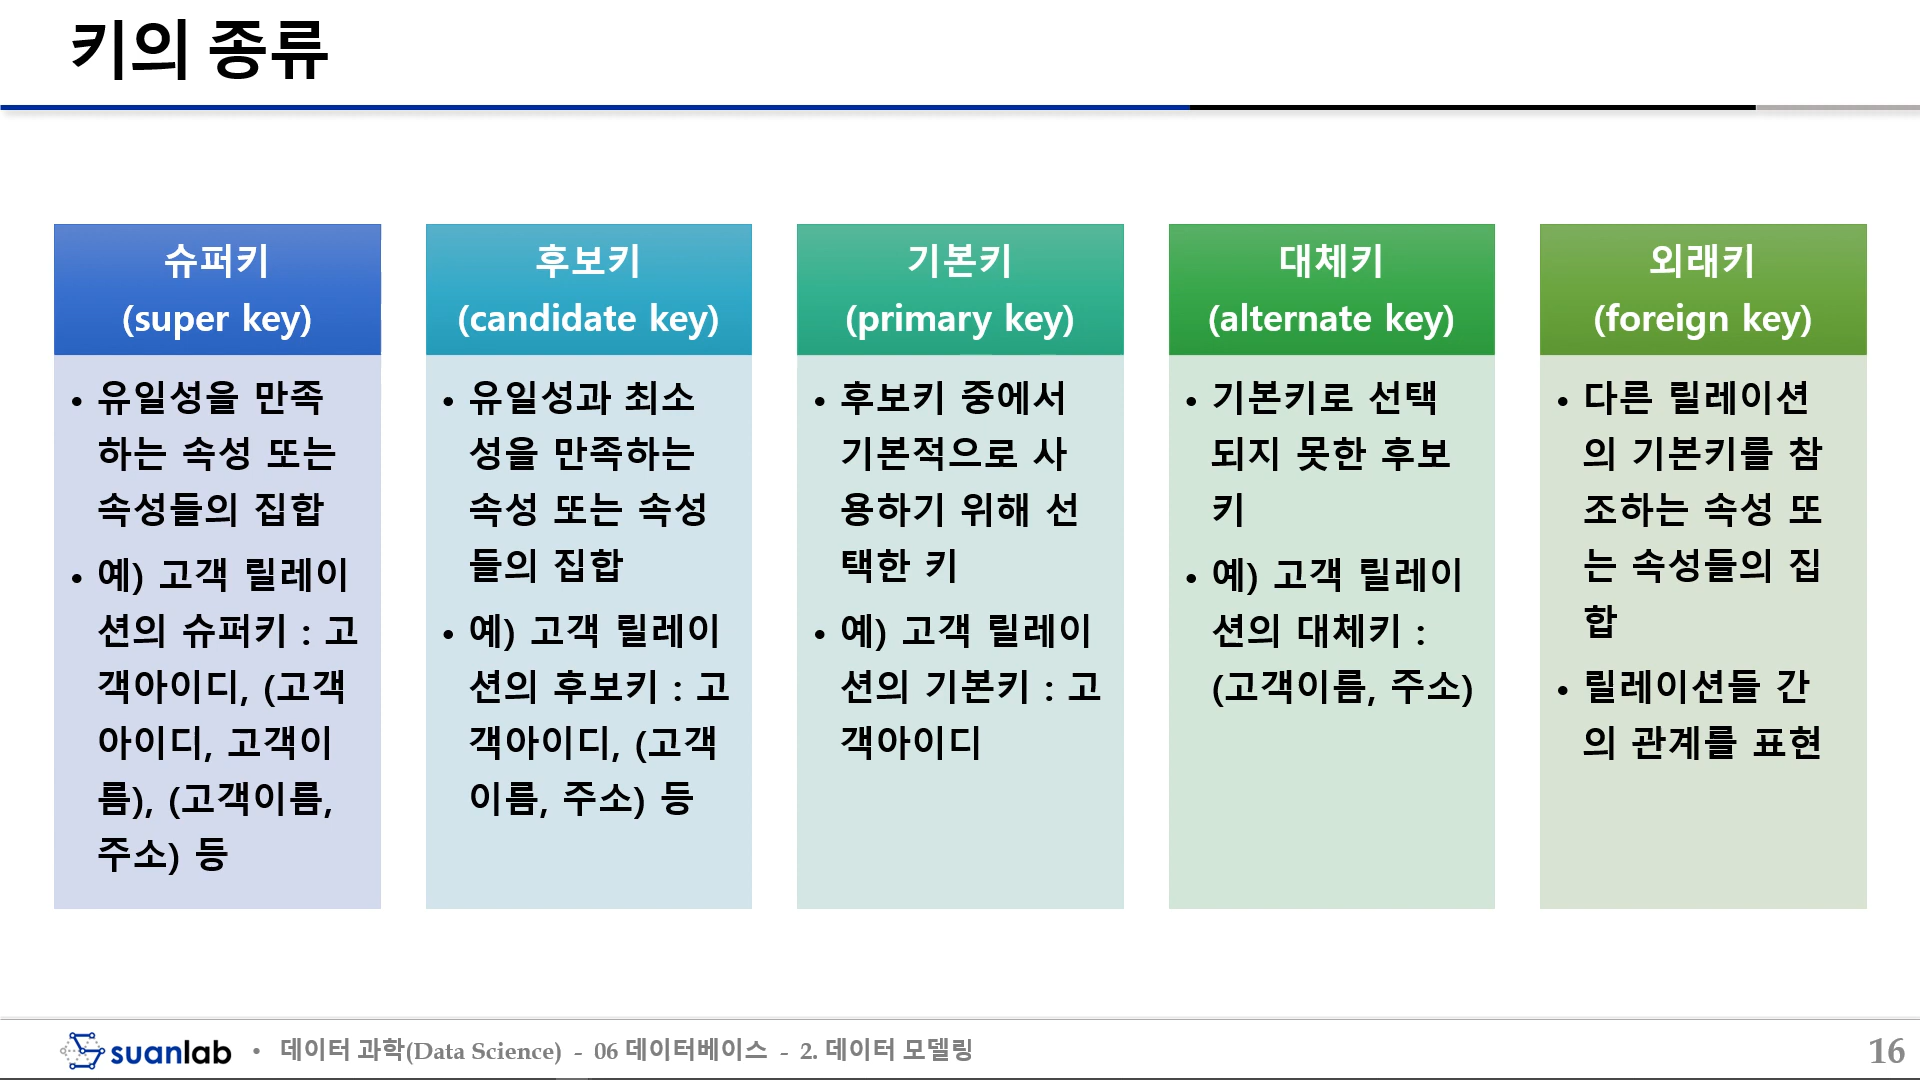 키의 종류
슈퍼키
(super key)
• 유일성을 만족
하는 속성 또는
속성들의 집합
• 예) 고객 릴레이
션의 슈퍼키 : 고
객아이디, (고객
아이디, 고객이
름), (고객이름,
주소) 등
후보키
(candidate key)
• 유일성과 최소
성을 만족하는
속성 또는 속성
들의 집합
• 예) 고객 릴레이
션의 후보키 : 고
객아이디, (고객
이름, 주소) 등
기본키
(primary key)
• 후보키 중에서
기본적으로 사
용하기 위해 선
택한 키
• 예) 고객 릴레이
션의 기본키 : 고
객아이디
대체키
(alternate key)
• 기본키로 선택
되지 못한 후보
키
• 예) 고객 릴레이
션의 대체키 :
(고객이름, 주소)
외래키
(foreign key)
• 다른 릴레이션
의 기본키를 참
조하는 속성 또
는 속성들의 집
합
• 릴레이션들 간
의 관계를 표현
suanlab • 데이터 과학(Data Science) - 06 데이터베이스 - 2. 데이터 모델링
16